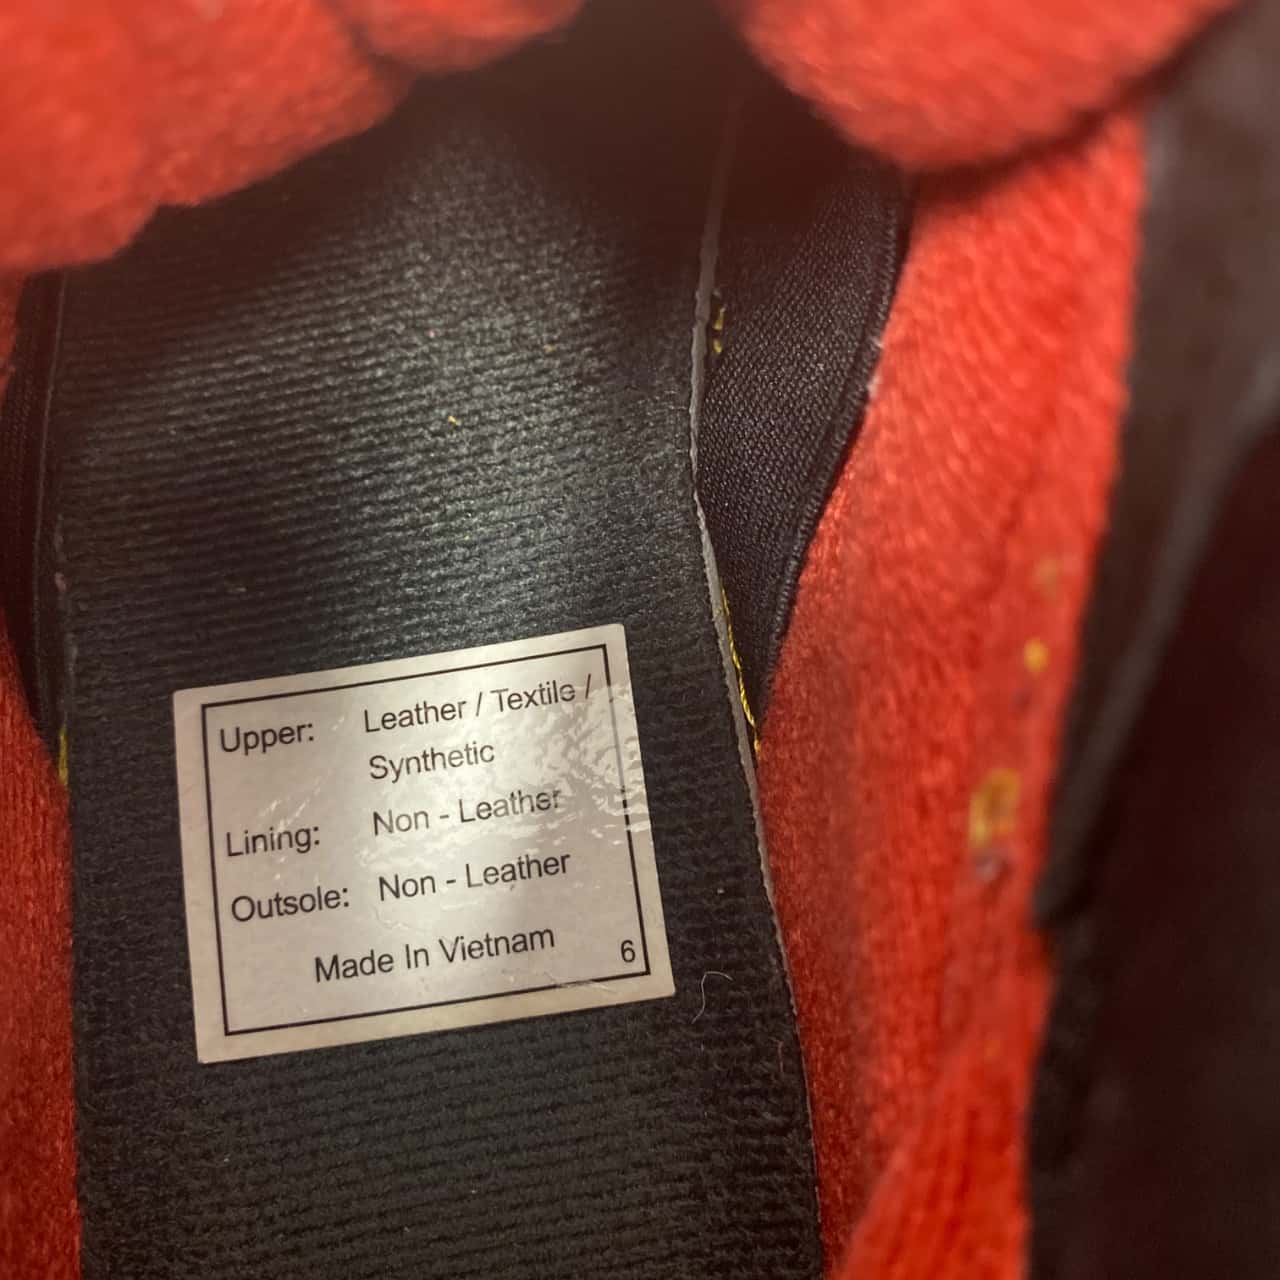 Upper: Leather / Textile /
Synthetic
Lining: Non - Leather
Outsole: Non - Leather
Made In Vietnam 6